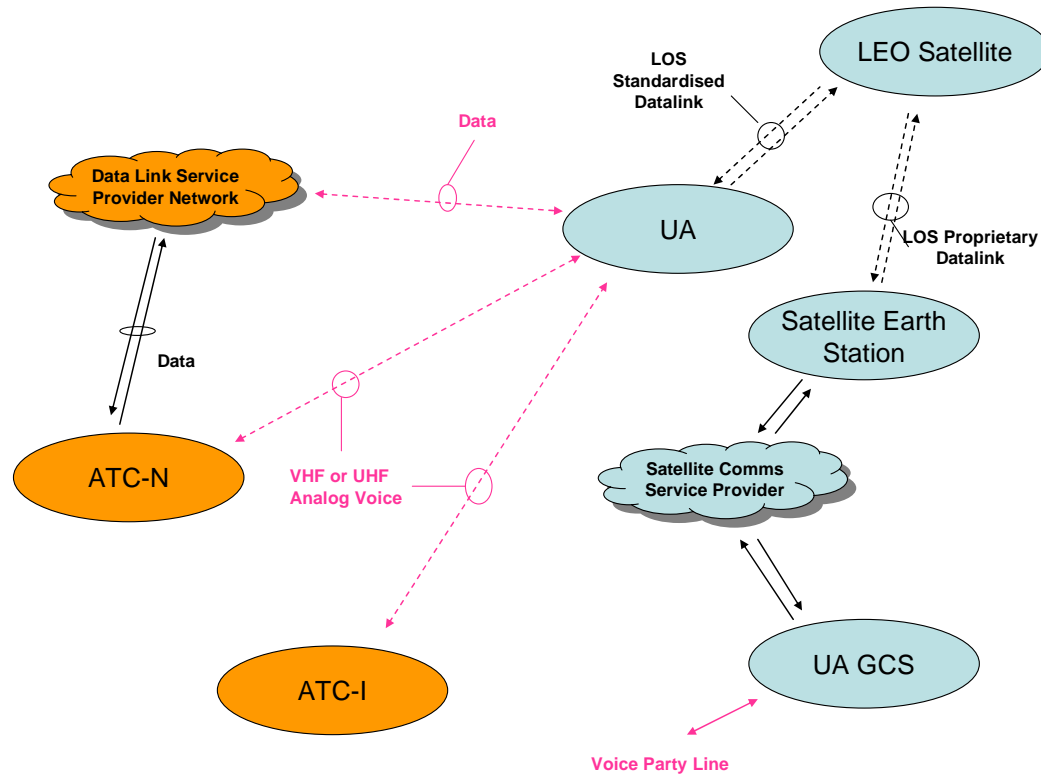 LEO Satellite
LOS
Standardised
Datalink
Data
Data Link Service
Provider Network
UA
LOS Proprietary
Datalink
Satellite Earth
Station
Data
ATC-N
VHF or UHF
Analog Voice
Satellite Comms
Service Provider
UA GCS
ATC-I
Voice Party Line